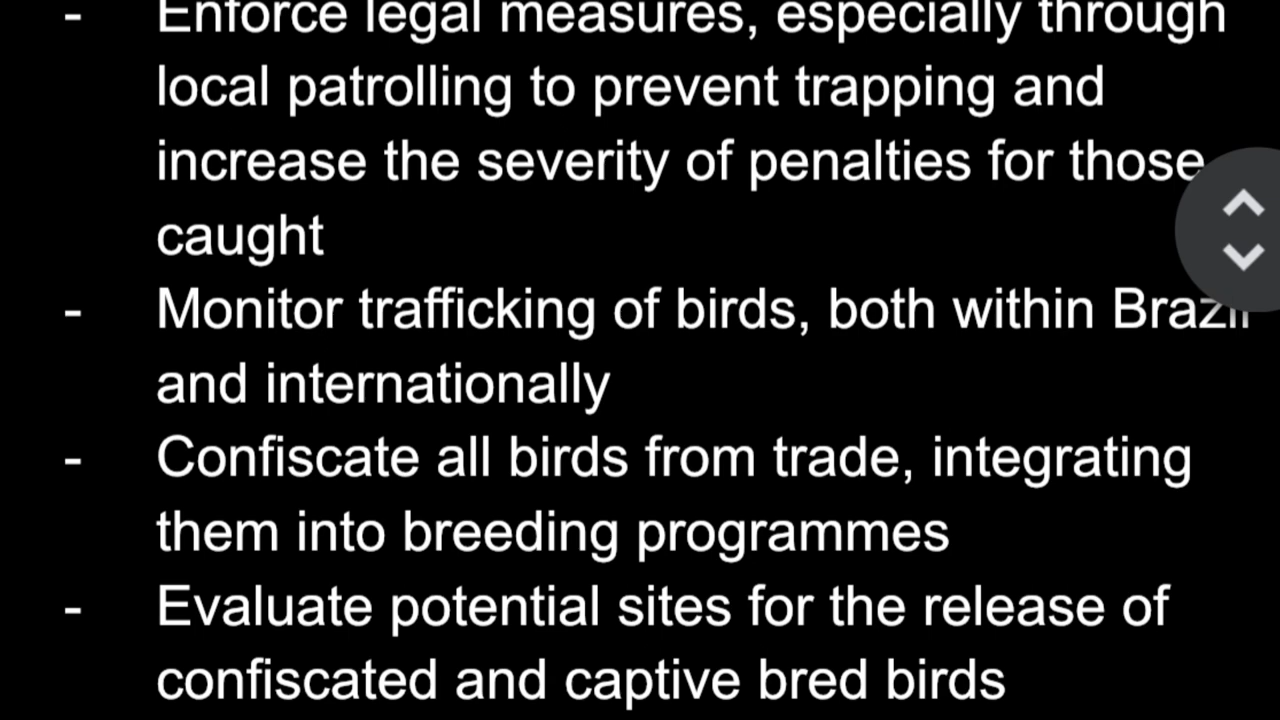 - Enforce legal measures, especially through
local patrolling to prevent trapping and
increase the severity of penalties for those
caught
- Monitor trafficking of birds, both within Brazil
and internationally
- Confiscate all birds from trade, integrating
them into breeding programmes
- Evaluate potential sites for the release of
confiscated and captive bred birds